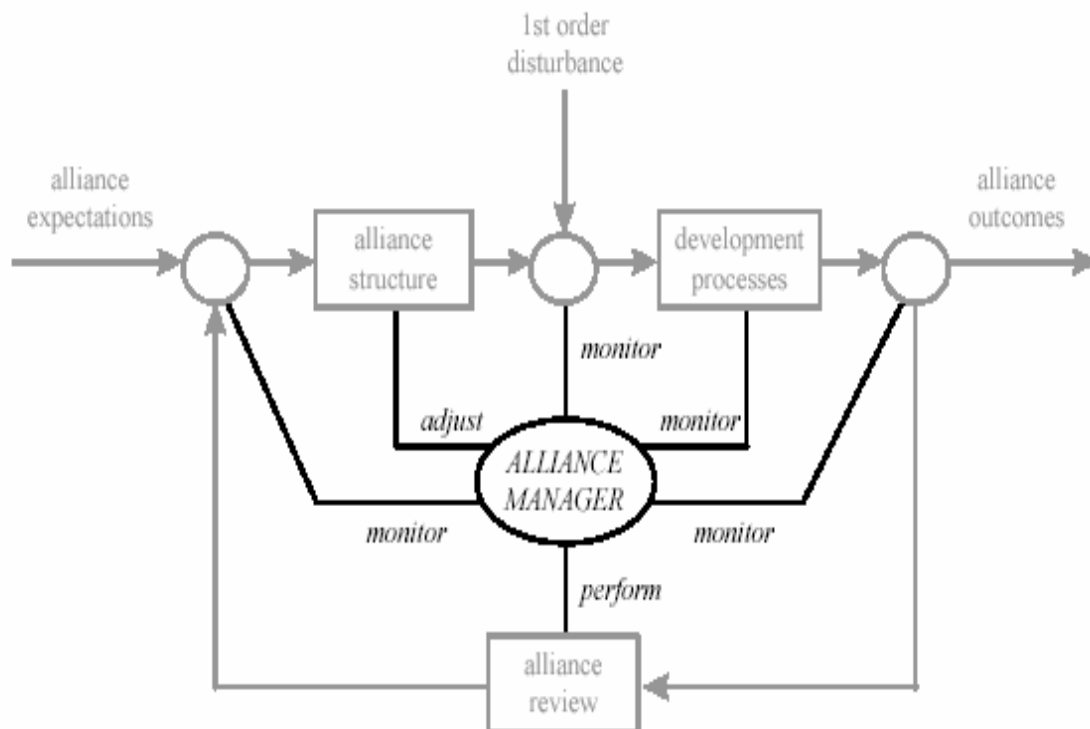 1st order
disturbance
alliance
expectations
alliance
outcomes
alliance
structure
development
processes
monitor
adjust
monitor
ALLIANCE
MANAGER
monitor
monitor
perform
alliance
review